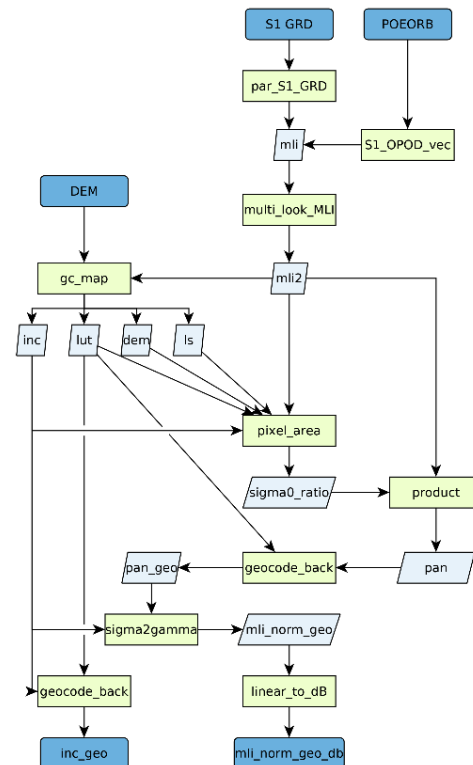 S1 GRD
POEORB
par_S1_GRD
mli
S1_OPOD_vec
DEM
multi_look_MLI
gc_map
mli2
inc
lut
dem
ls
pixel_area
sigma0_ratio
product
pan_geo
geocode_back
pan
sigma2gamma
mli_norm_geo
geocode_back
linear_to_dB
inc_geo
mli_norm_geo_db